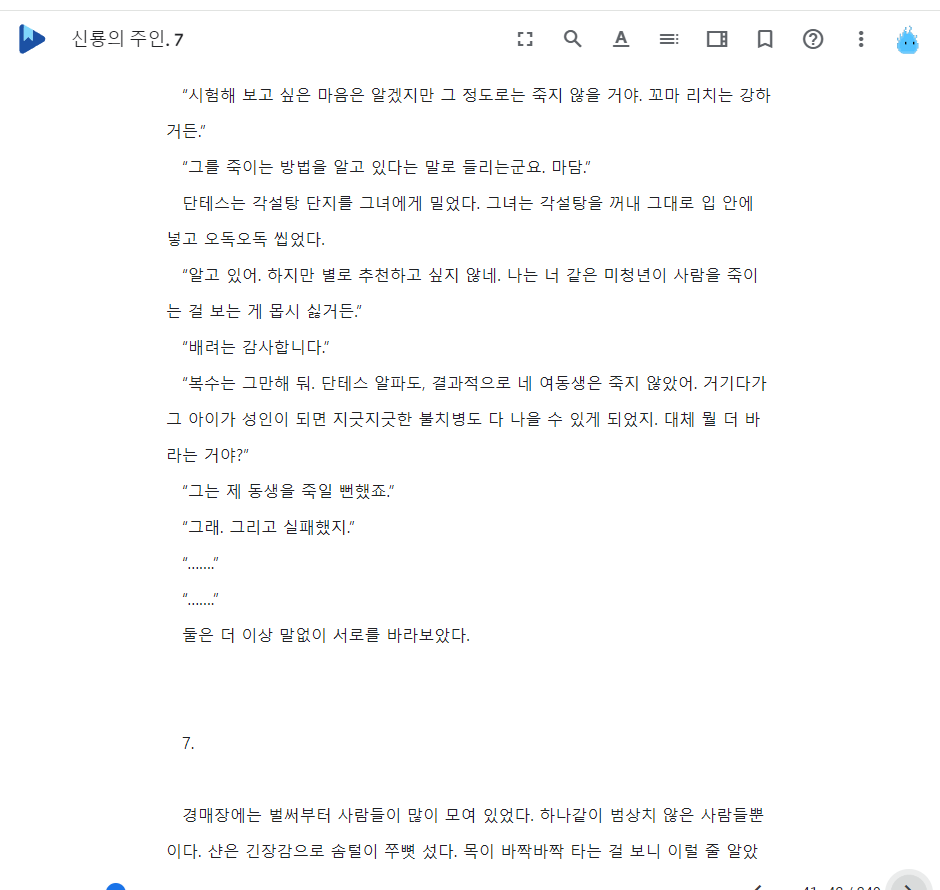 신룡의 주인. 7
“시험해 보고 싶은 마음은 알겠지만 그 정도로는 죽지 않을 거야. 꼬마 리치는 강하
거든.”
“그를 죽이는 방법을 알고 있다는 말로 들리는군요. 마담.”
단테스는 각설탕 단지를 그녀에게 밀었다. 그녀는 각설탕을 꺼내 그대로 입 안에
넣고 오독오독 씹었다.
“알고 있어. 하지만 별로 추천하고 싶지 않네. 나는 너 같은 미청년이 사람을 죽이
는 걸 보는 게 몹시 싫거든.”
“배려는 감사합니다.”
“복수는 그만해 둬. 단테스 알파도, 결과적으로 네 여동생은 죽지 않았어. 거기다가
그 아이가 성인이 되면 지긋지긋한 불치병도 다 나을 수 있게 되었지. 대체 뭘 더 바
라는 거야?”
“그는 제 동생을 죽일 뻔했죠.”
“그래. 그리고 실패했지.”
“…….”
“…….”
둘은 더 이상 말없이 서로를 바라보았다.
7.
경매장에는 벌써부터 사람들이 많이 모여 있었다. 하나같이 범상치 않은 사람들뿐
이다. 샨은 긴장감으로 솜털이 쭈뼛 섰다. 목이 바짝바짝 타는 걸 보니 이럴 줄 알았